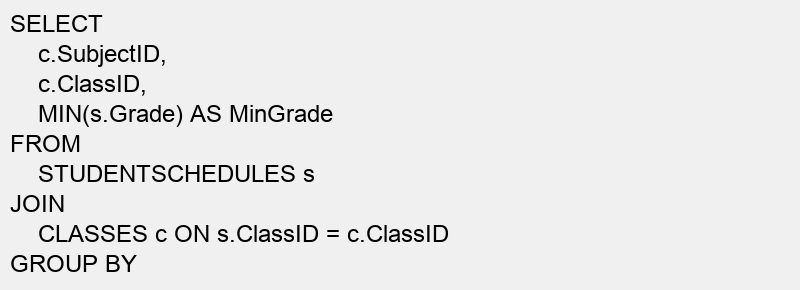 SELECT
c.SubjectID,
c.ClassID,
MIN(s.Grade) AS MinGrade
FROM
STUDENTSCHEDULES s
JOIN
CLASSES c ON s.ClassID = c.ClassID
GROUP BY